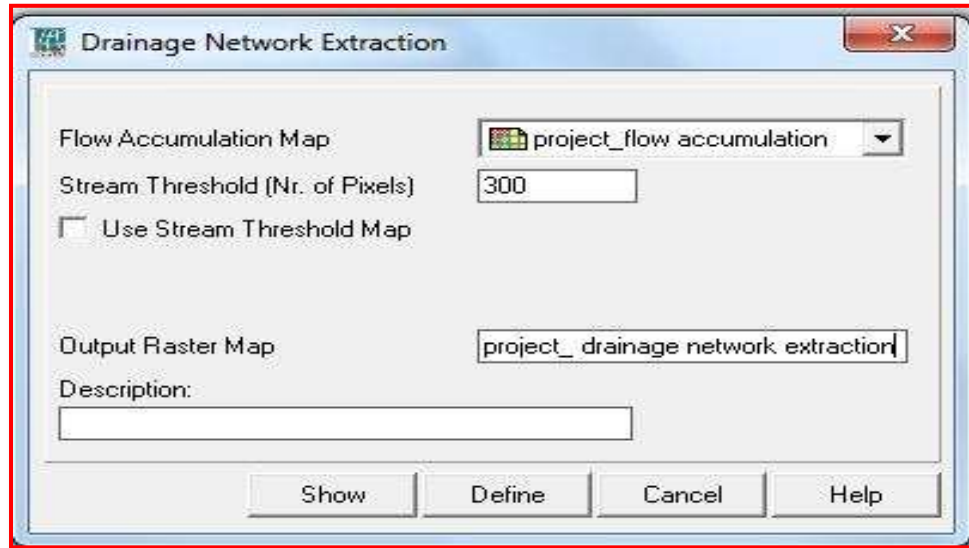 Drainage Network Extraction
Flow Accumulation Map
project_flow accumulation
Stream Threshold (Nr. of Pixels)
300
Use Stream Threshold Map
Output Raster Map
project_ drainage network extraction
Description:
Show
Define
Cancel
Help